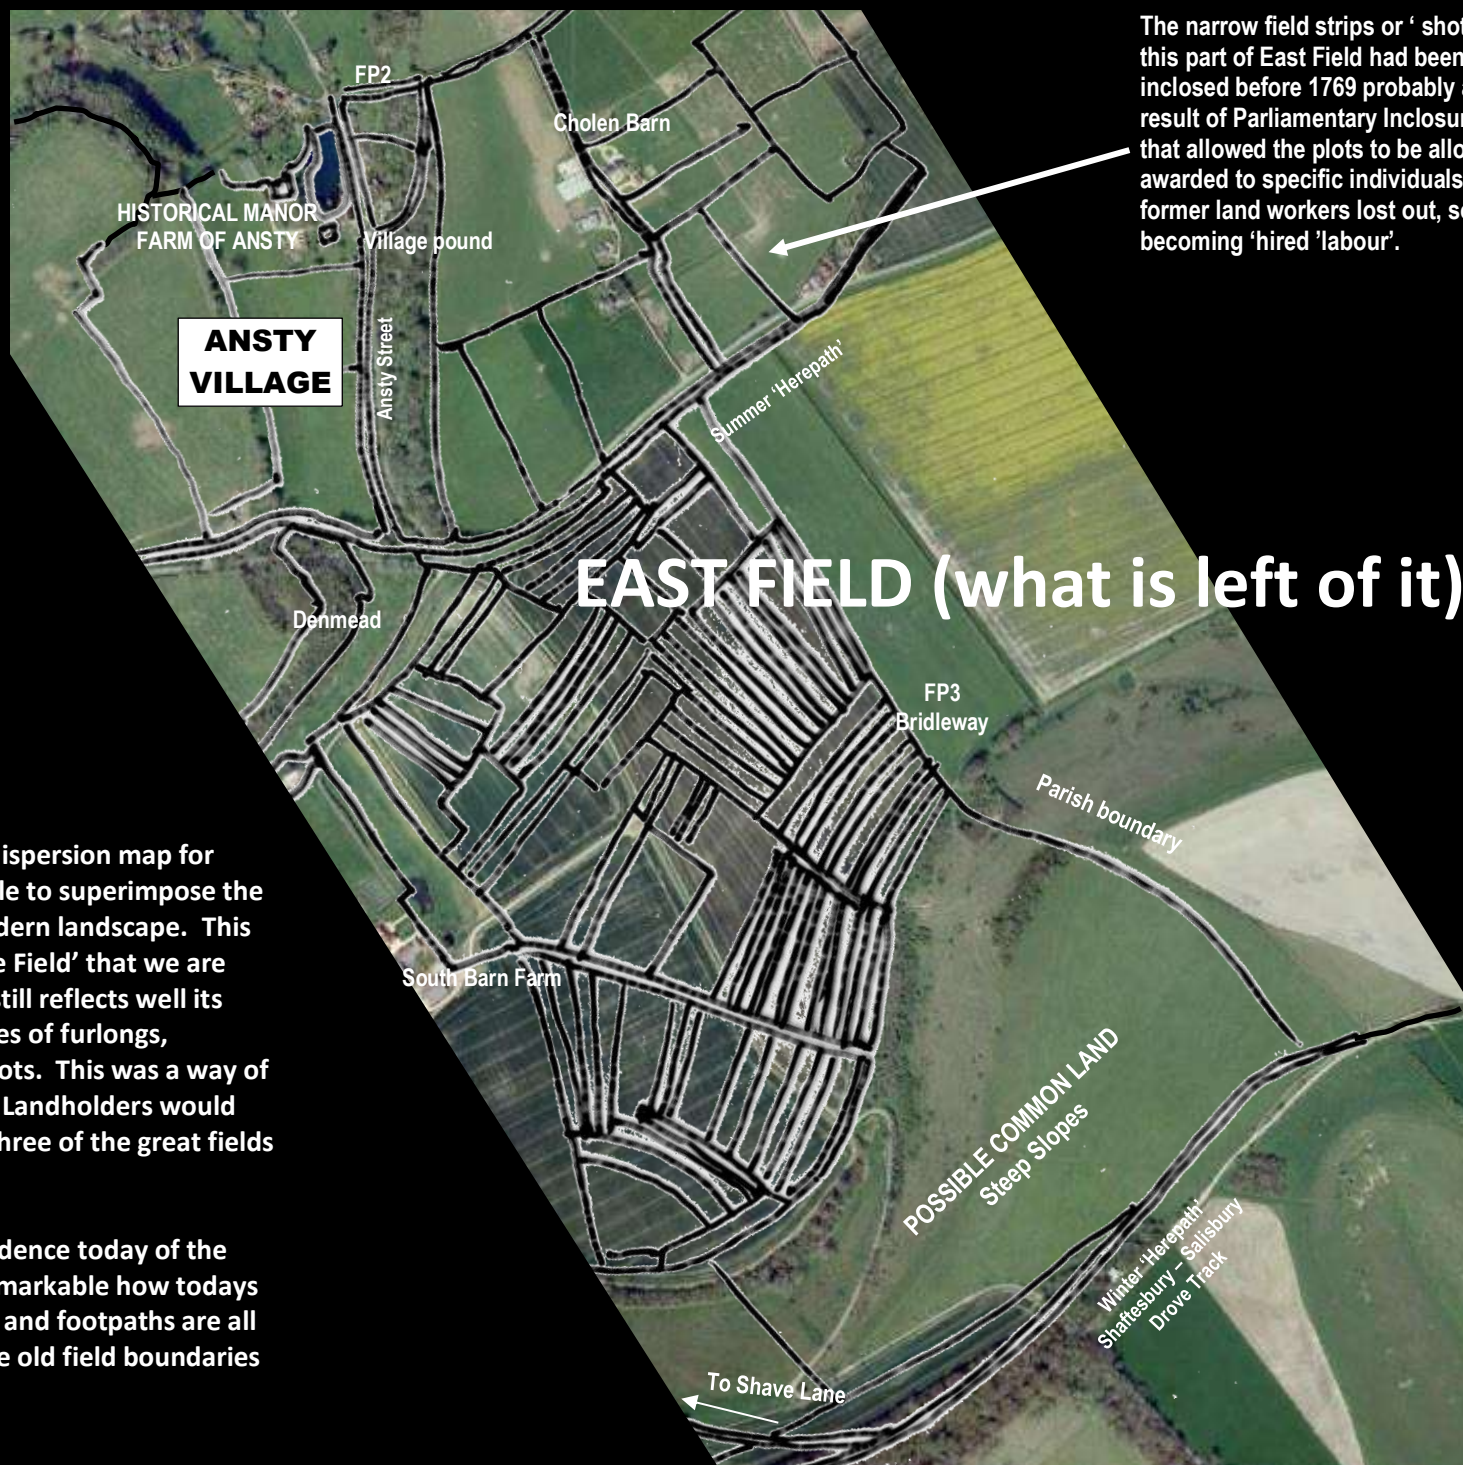 The narrow field strips or ‘ shot
this part of East Field had been
inclosed before 1769 probably a
result of Parliamentary Inclosur
that allowed the plots to be allo
awarded to specific individuals
former land workers lost out, so
becoming ‘hired ’labour’.
FP2
Cholen Barn
HISTORICAL MANOR
FARM OF ANSTY
Village pound
ANSTY
VILLAGE
Ansty Street
Summer ‘Herepath’
EAST FIELD (what is left of it)
Denmead
FP3
Bridleway
Parish boundary
ispersion map for
le to superimpose the
dern landscape.  This
e Field’ that we are
still reflects well its
es of furlongs,
ots.  This was a way of
Landholders would
hree of the great fields
South Barn Farm
POSSIBLE COMMON LAND
Steep Slopes
dence today of the
markable how todays
and footpaths are all
e old field boundaries
Winter ‘Herepath’
Shaftesbury – Salisbury
Drove Track
To Shave Lane